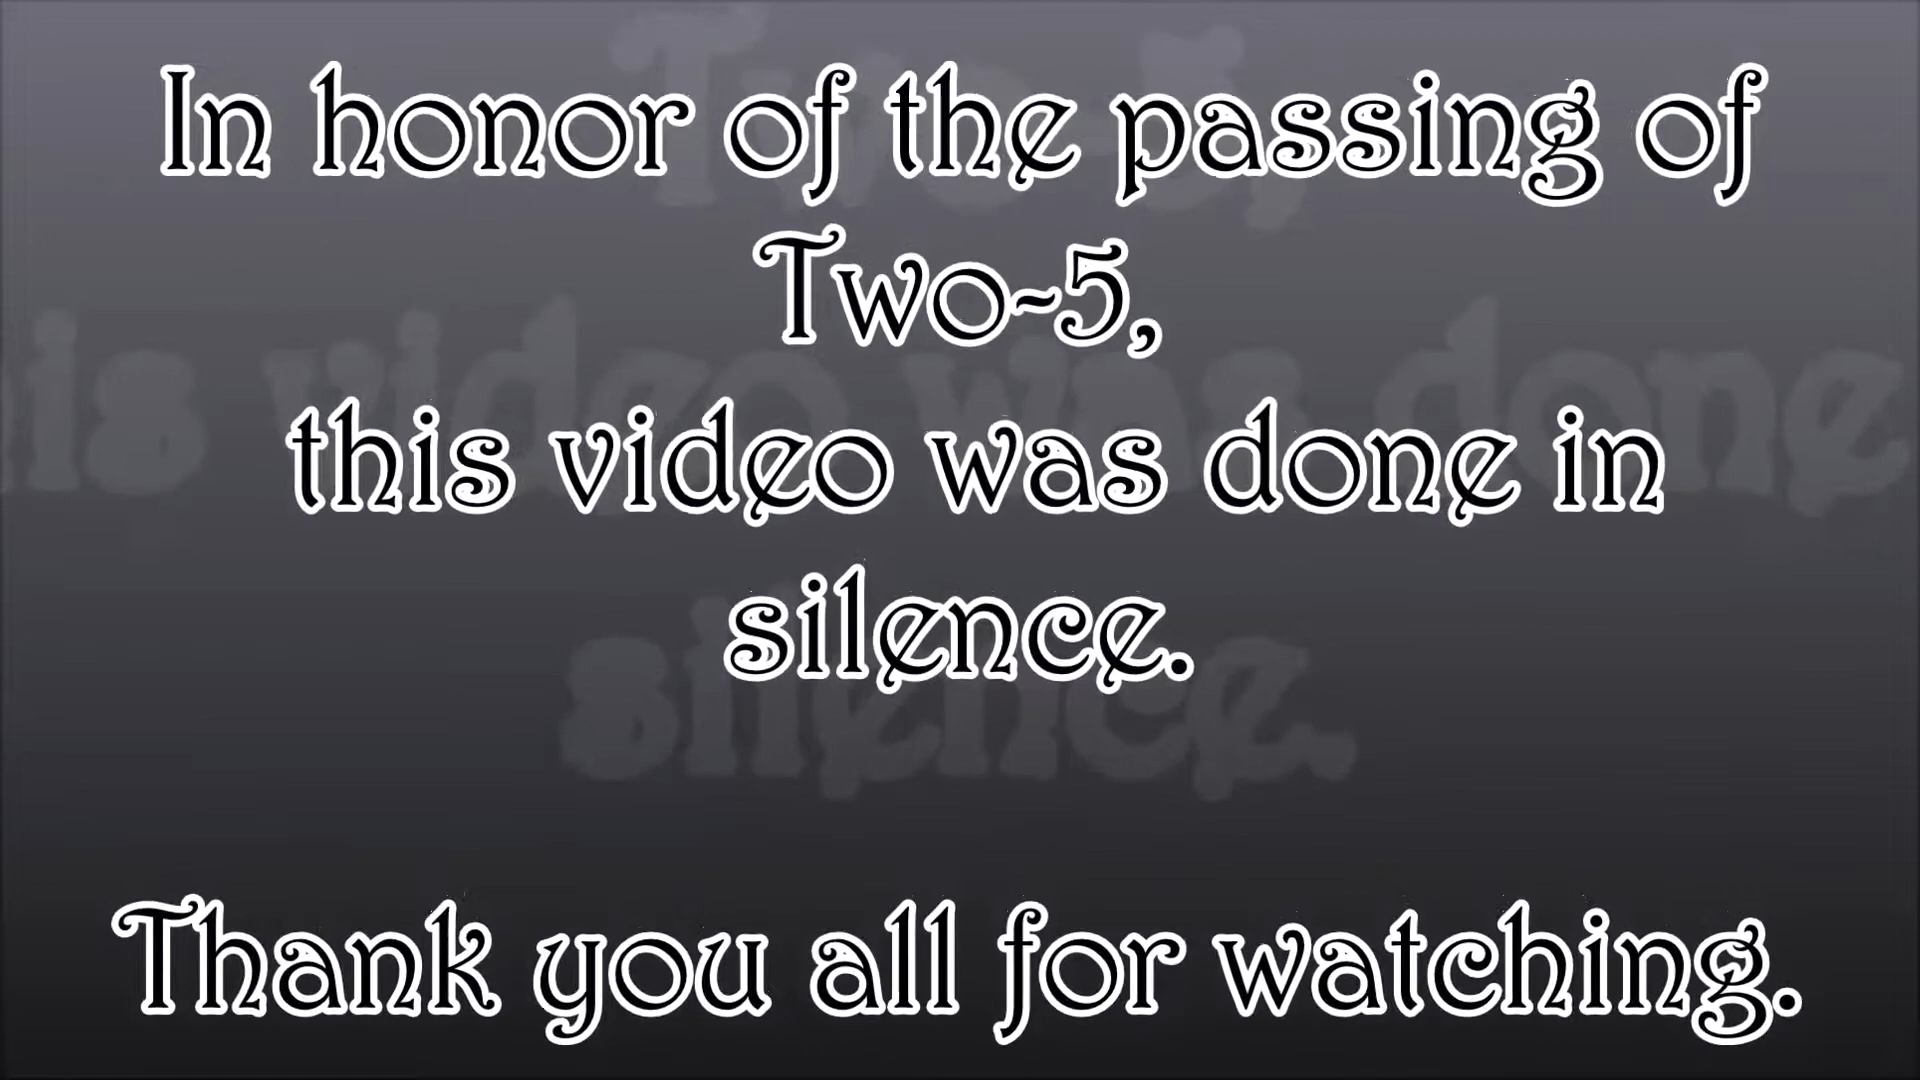 In honor of the passing of
Two-5,
this video was done in
silence.
Thank you all for watching.